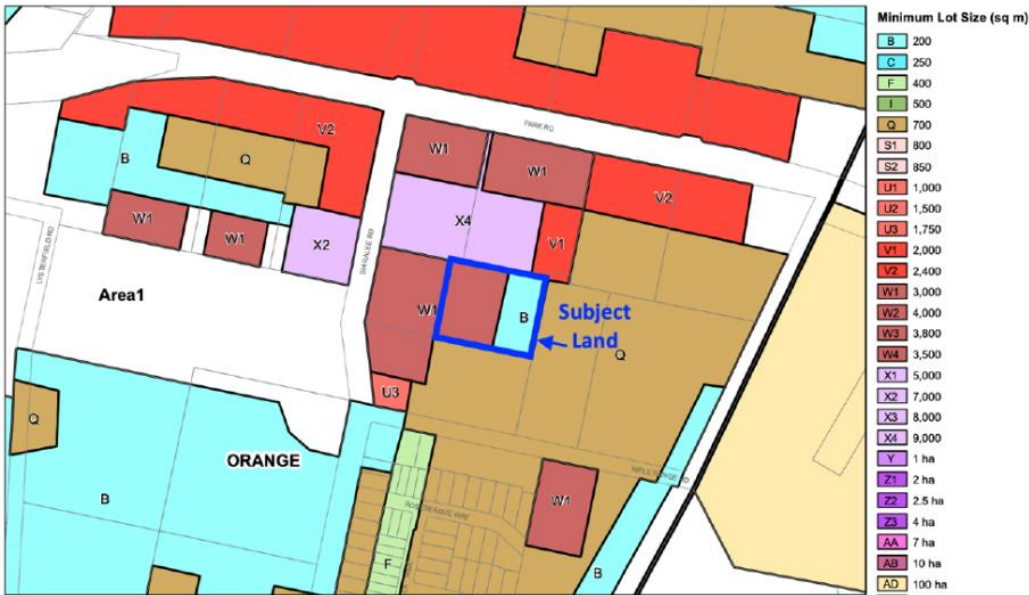 Minimum Lot Size (sq m)
B 200
C 250
F 400
I 500
Q 700
S1 800
S2 850
U1 1,000
U2 1,500
U3 1,750
V1 2,000
V2 2,400
W1 3,000
W2 4,000
W3 3,800
W4 3,500
X1 5,000
X2 7,000
X3 8,000
X4 9,000
Y 1 ha
Z1 2 ha
Z2 2.5 ha
Z3 4 ha
AA 7 ha
AB 10 ha
AD 100 ha
PARK RD
V2
B
Q
W1
W1
V2
W1
W1
X2
X4
V1
LYSTERFIELD RD
SHIRALEE RD
Area1
W1
B
Subject
Land
Q
U3
Q
ORANGE
B
W1
F
B